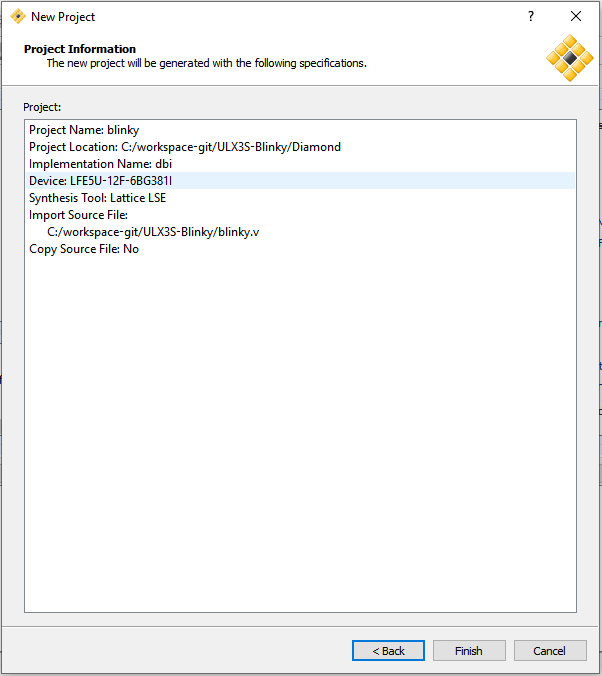 New Project
?
Project Information
The new project will be generated with the following specifications.
Project:
Project Name: blinky
Project Location: C:/workspace-git/ULX3S-Blinky/Diamond
Implementation Name: dbi
Device: LFE5U-12F-6BG381I
Synthesis Tool: Lattice LSE
Import Source File:
C:/workspace-git/ULX3S-Blinky/blinky.v
Copy Source File: No
< Back
Finish
Cancel